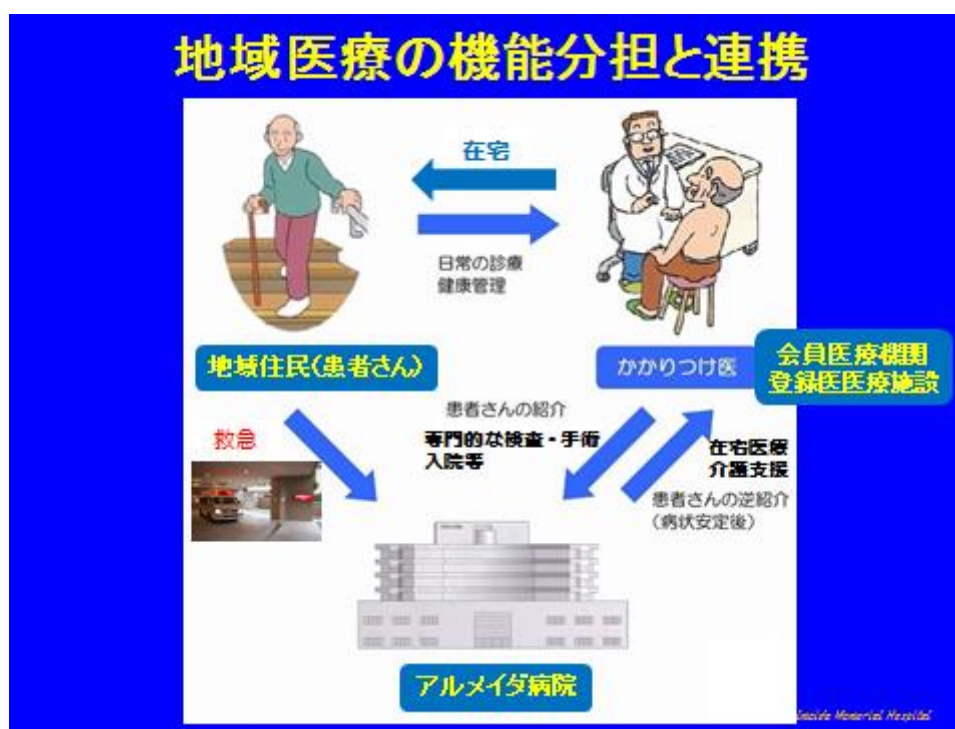 地域医療の機能分担と連携
在宅
日常の診療
健康管理
地域住民(患者さん)
かかりつけ医
会員医療機関
登録医医療施設
救急
患者さんの紹介
専門的な検査・手術
入院等
在宅医療
介護支援
患者さんの逆紹介
(病状安定後)
アルメイダ病院
Memorial Hospital